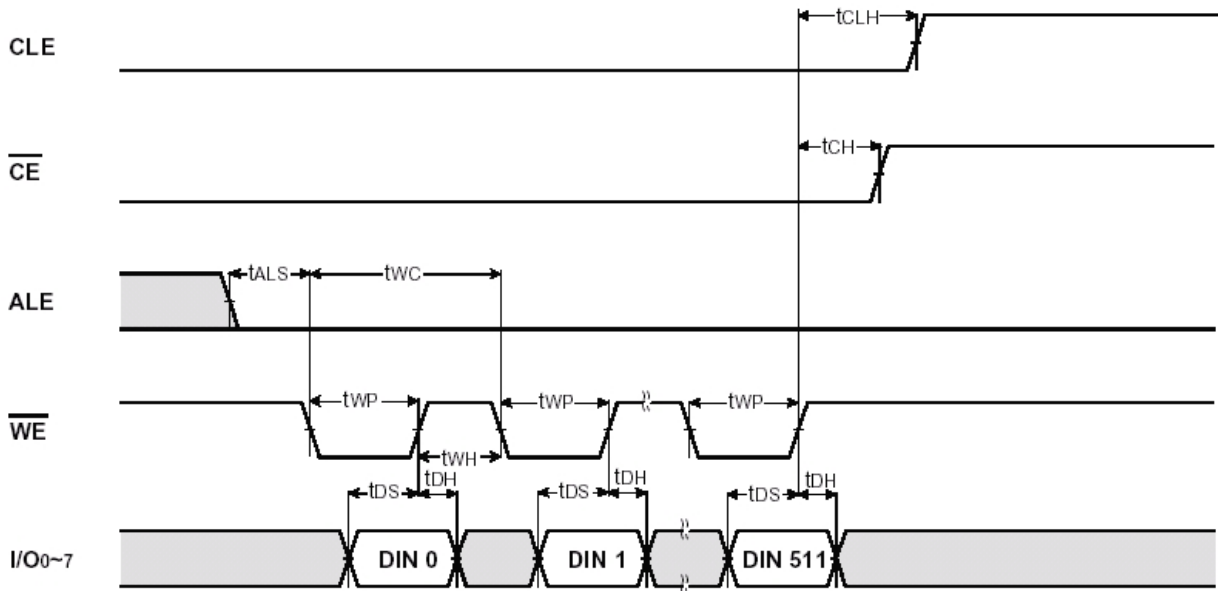 CLE
tCLH
CE
tCH
ALE
tALS
tWC
WE
tWP
tWP
tWP
tWH
tDS
tDH
tDS
tDH
tDS
tDH
I/O0~7
DIN 0
DIN 1
DIN 511